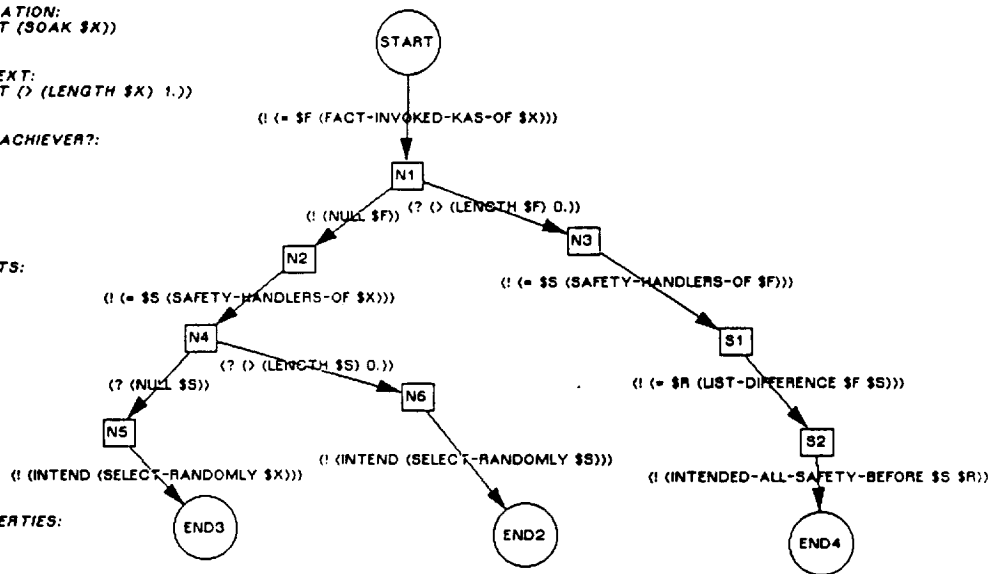 ATION:
T (SOAK $X))
START
EXT:
T (> (LENGTH $X) 1.))
(! (= $F (FACT-INVOKED-KAS-OF $X)))
ACHIEVER?:
N1
(! (NULL $F))
(? (> (LENGTH $F) 0.))
N3
N2
TS:
(! (= $S (SAFETY-HANDLERS-OF $F)))
(! (= $S (SAFETY-HANDLERS-OF $X)))
N4
S1
(? (> (LENGTH $S) 0.))
(? (NULL $S))
(! (= $R (LIST-DIFFERENCE $F $S)))
N6
N5
S2
(! (INTEND (SELECT-RANDOMLY $S)))
(! (INTEND (SELECT-RANDOMLY $X)))
(! (INTENDED-ALL-SAFETY-BEFORE $S $R))
ERTIES:
END3
END2
END4